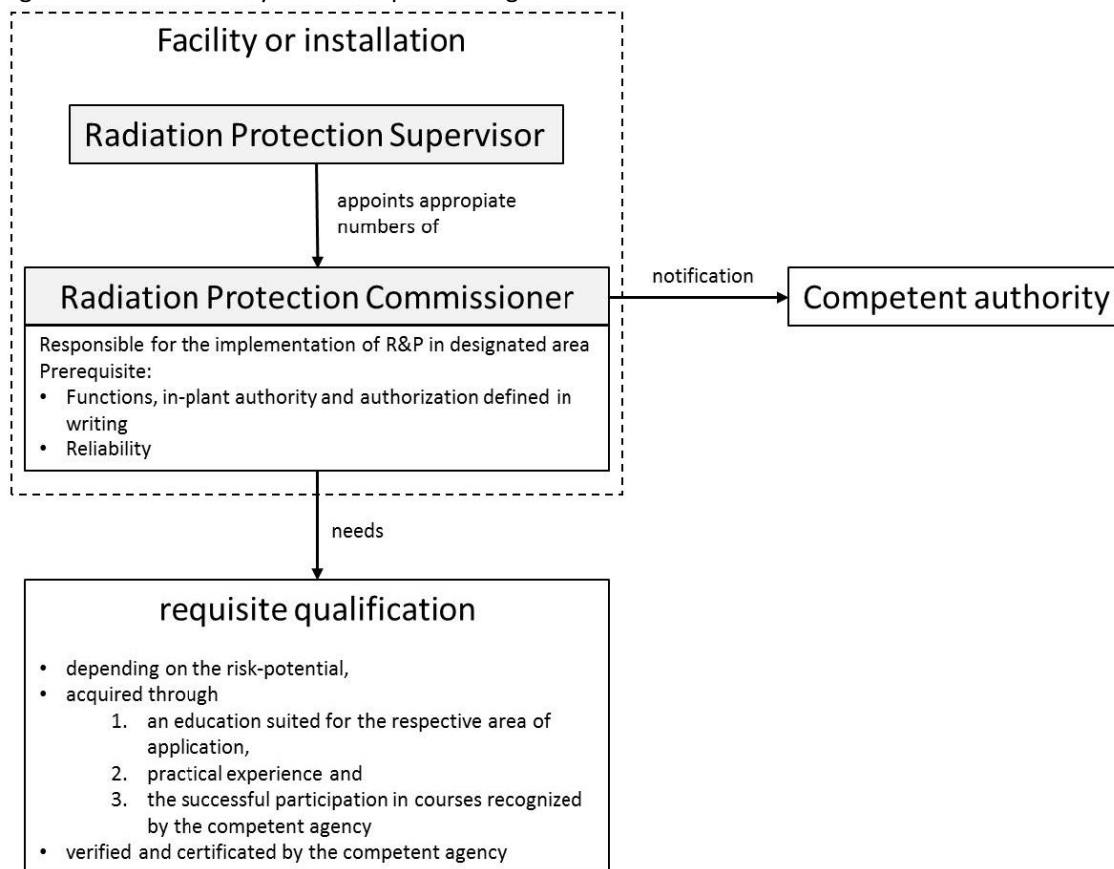 Facility or installation
Radiation Protection Supervisor
appoints appropiate
numbers of
Radiation Protection Commissioner
notification
Competent authority
Responsible for the implementation of R&P in designated area
Prerequisite:
• Functions, in-plant authority and authorization defined in
writing
• Reliability
needs
requisite qualification
• depending on the risk-potential,
• acquired through
1. an education suited for the respective area of
application,
2. practical experience and
3. the successful participation in courses recognized
by the competent agency
• verified and certificated by the competent agency